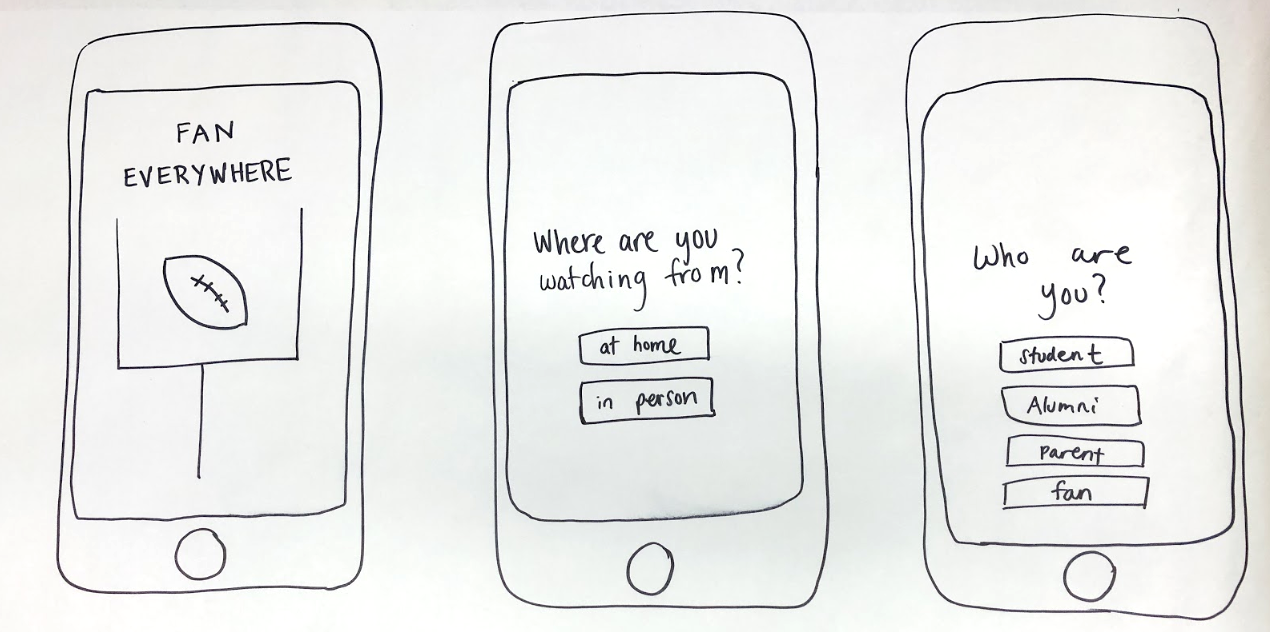 FAN
EVERYWHERE
Where are you
watching from?
at home
in person
Who are
you?
Student
Alumni
Parent
fan